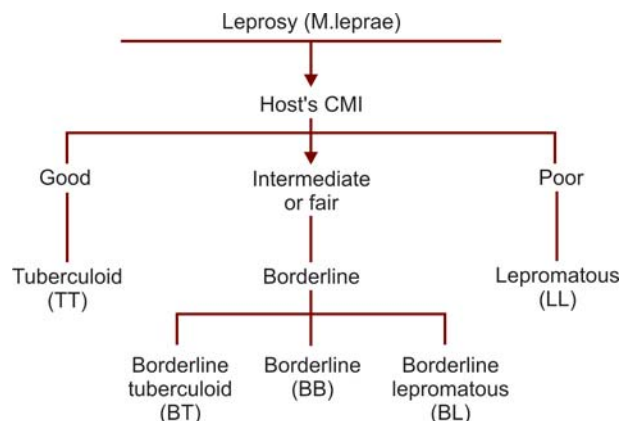 Leprosy (M.leprae)
Host's CMI
Good
Intermediate
or fair
Poor
Tuberculoid
(TT)
Borderline
Lepromatous
(LL)
Borderline
tuberculoid
(BT)
Borderline
(BB)
Borderline
lepromatous
(BL)